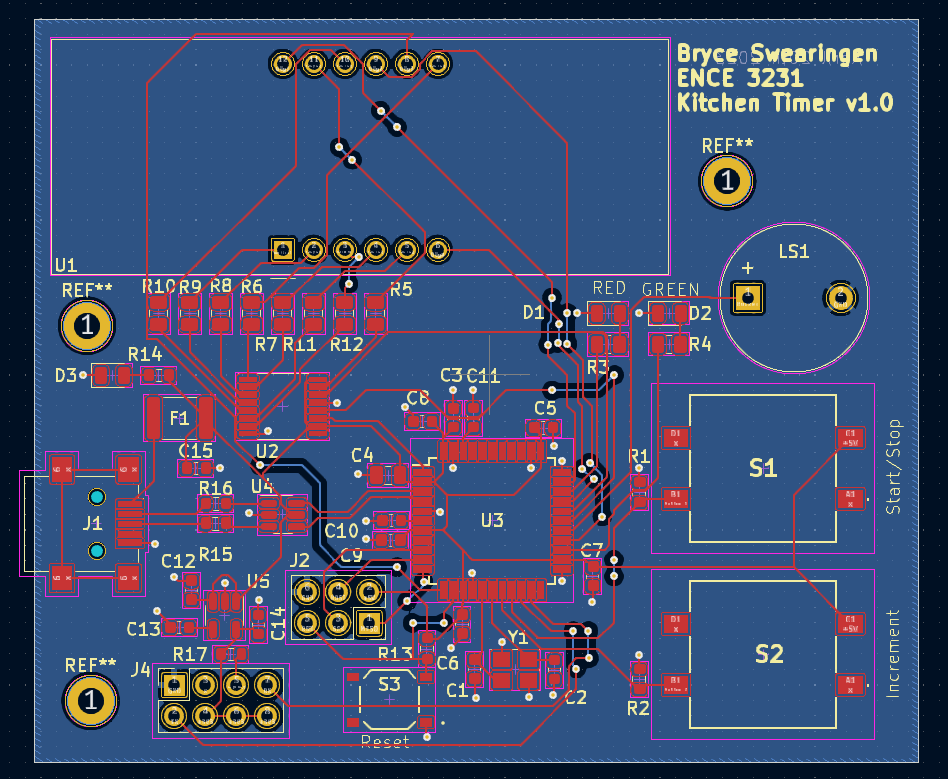 Bryce Swearingen
ENCE 3231
Kitchen Timer v1.0
REF**
1
LS1
+
U1
REF**
1
R10
R9
R8
R6
R5
R7
R11
R12
RED
GREEN
D1
D2
R3
R4
R14
D3
F1
C3
C11
C8
C5
C15
U2
C4
R1
S1
Start/Stop
R16
U4
J1
U3
C10
R15
C9
J2
C7
C12
U5
C13
C14
R17
R13
C6
Y1
C1
C2
S2
Increment
R2
REF**
1
J4
S3
Reset